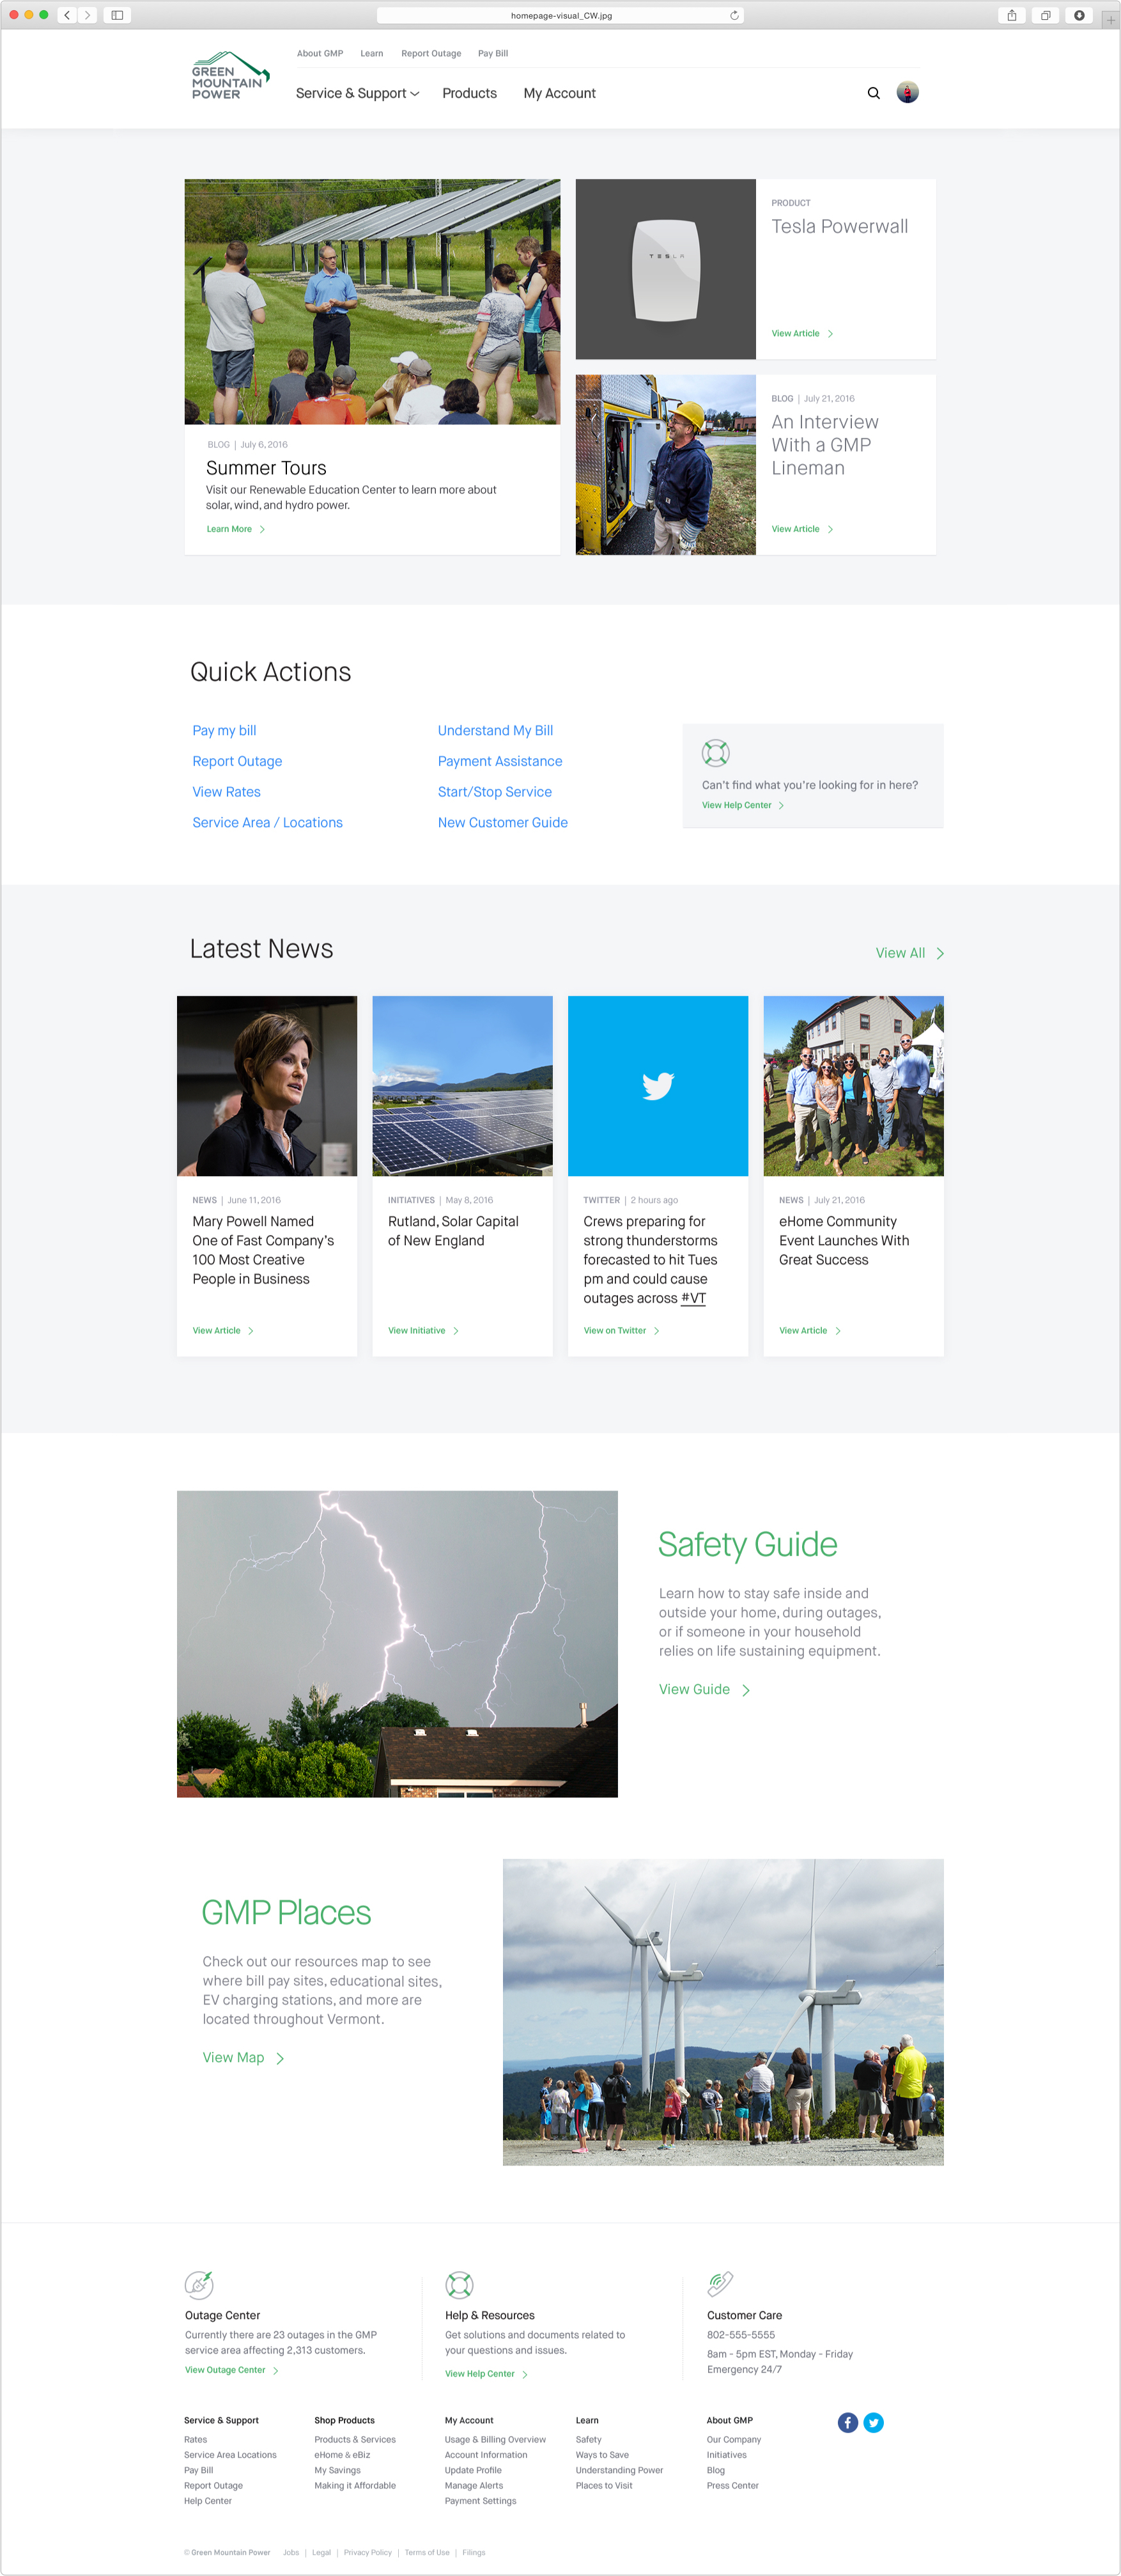 homepage-visual_CW.jpg
GREEN
MOUNTAIN
POWER
About GMP Learn Report Outage Pay Bill
Service & Support Products My Account
BLOG | July 6, 2016
Summer Tours
Visit our Renewable Education Center to learn more about
solar, wind, and hydro power.
Learn More
TESLA
PRODUCT
Tesla Powerwall
View Article
BLOG | July 21, 2016
An Interview
With a GMP
Lineman
View Article
Quick Actions
Pay my bill
Report Outage
View Rates
Service Area / Locations
Understand My Bill
Payment Assistance
Start/Stop Service
New Customer Guide
Can't find what you're looking for in here?
View Help Center
Latest News
View All
NEWS | June 11, 2016
Mary Powell Named
One of Fast Company's
100 Most Creative
People in Business
View Article
INITIATIVES | May 8, 2016
Rutland, Solar Capital
of New England
View Initiative
TWITTER | 2 hours ago
Crews preparing for
strong thunderstorms
forecasted to hit Tues
pm and could cause
outages across #VT
View on Twitter
NEWS | July 21, 2016
eHome Community
Event Launches With
Great Success
View Article
Safety Guide
Learn how to stay safe inside and
outside your home, during outages,
or if someone in your household
relies on life sustaining equipment.
View Guide
GMP Places
Check out our resources map to see
where bill pay sites, educational sites,
EV charging stations, and more are
located throughout Vermont.
View Map
Outage Center
Currently there are 23 outages in the GMP
service area affecting 2,313 customers.
View Outage Center
Help & Resources
Get solutions and documents related to
your questions and issues.
View Help Center
Customer Care
802-555-5555
8am - 5pm EST, Monday - Friday
Emergency 24/7
Service & Support
Rates
Service Area Locations
Pay Bill
Report Outage
Help Center
Shop Products
Products & Services
eHome & eBiz
My Savings
Making it Affordable
My Account
Usage & Billing Overview
Account Information
Update Profile
Manage Alerts
Payment Settings
Learn
Safety
Ways to Save
Understanding Power
Places to Visit
About GMP
Our Company
Initiatives
Blog
Press Center
© Green Mountain Power Jobs | Legal | Privacy Policy | Terms of Use | Filings